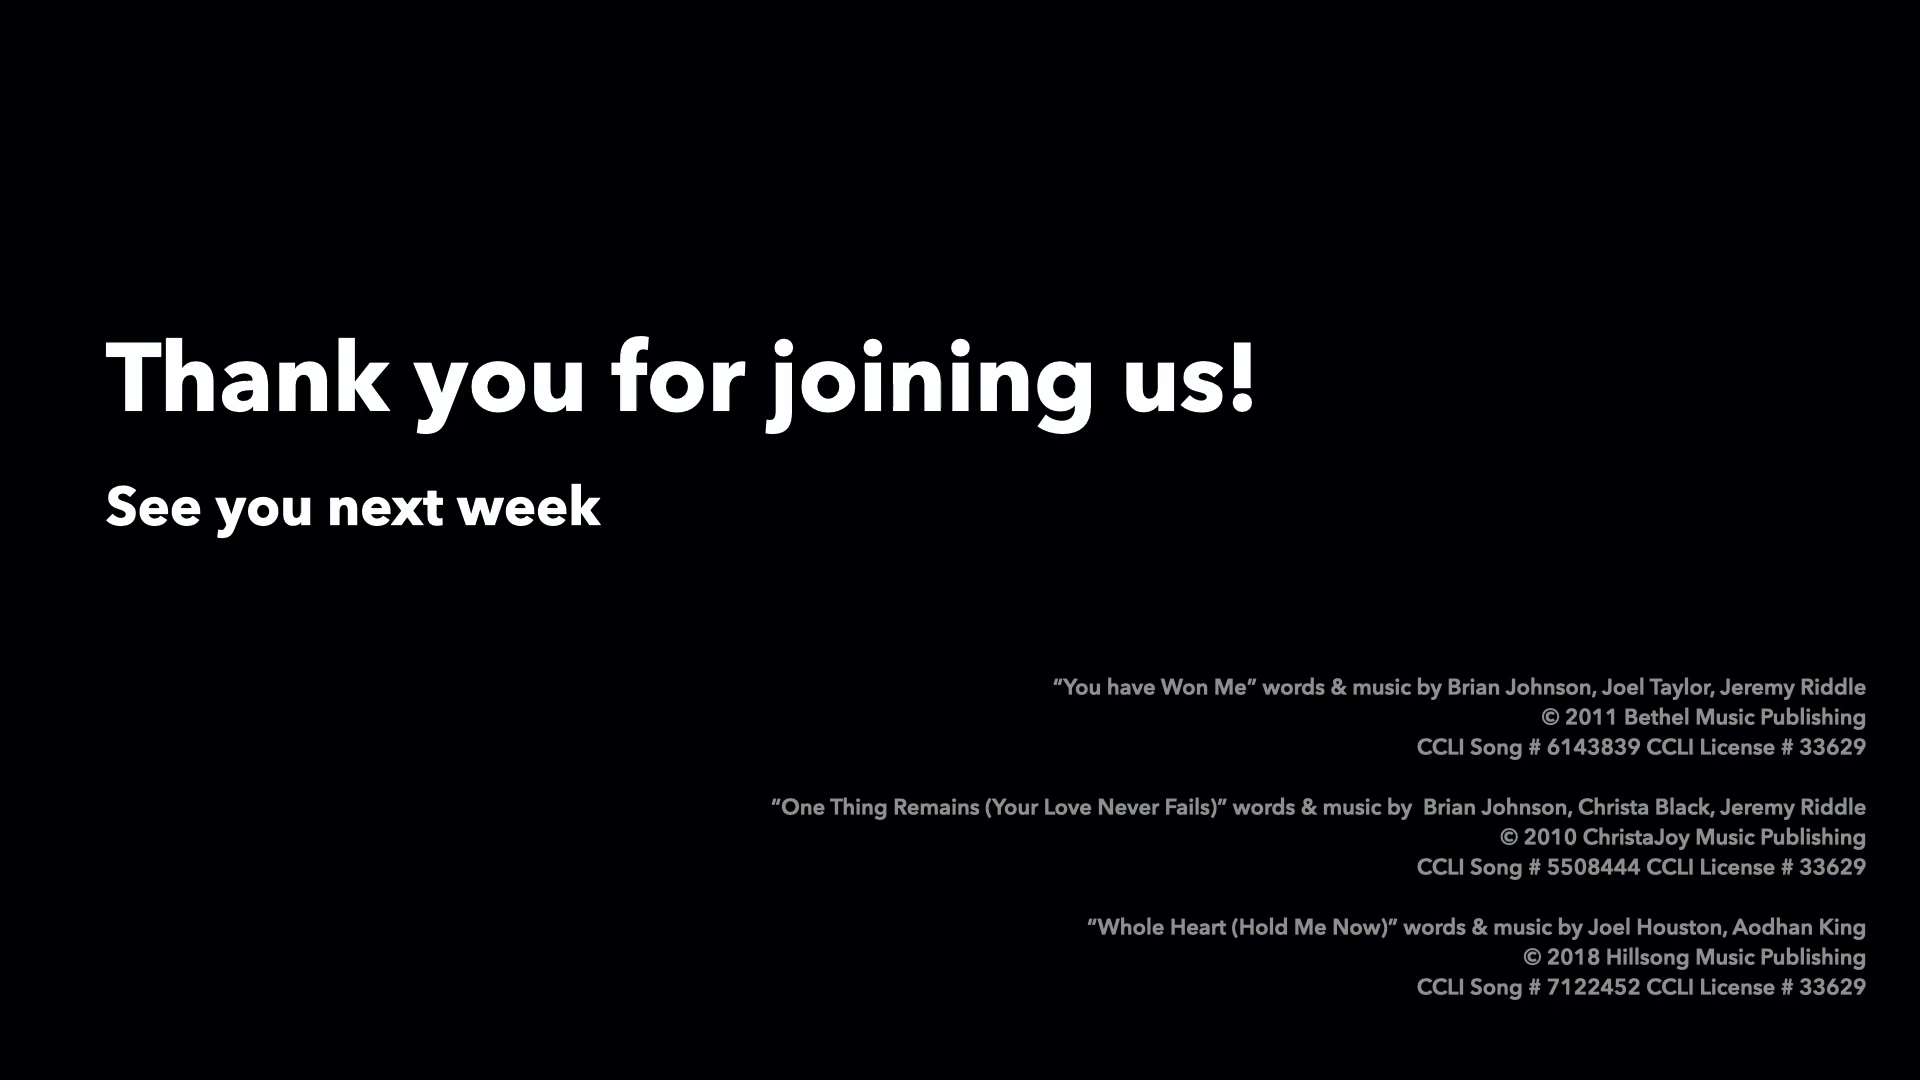 Thank you for joining us!
See you next week
“You have Won Me” words & music by Brian Johnson, Joel Taylor, Jeremy Riddle
© 2011 Bethel Music Publishing
CCLI Song # 6143839 CCLI License # 33629
“One Thing Remains (Your Love Never Fails)” words & music by  Brian Johnson, Christa Black, Jeremy Riddle
© 2010 ChristaJoy Music Publishing
CCLI Song # 5508444 CCLI License # 33629
“Whole Heart (Hold Me Now)” words & music by Joel Houston, Aodhan King
© 2018 Hillsong Music Publishing
CCLI Song # 7122452 CCLI License # 33629